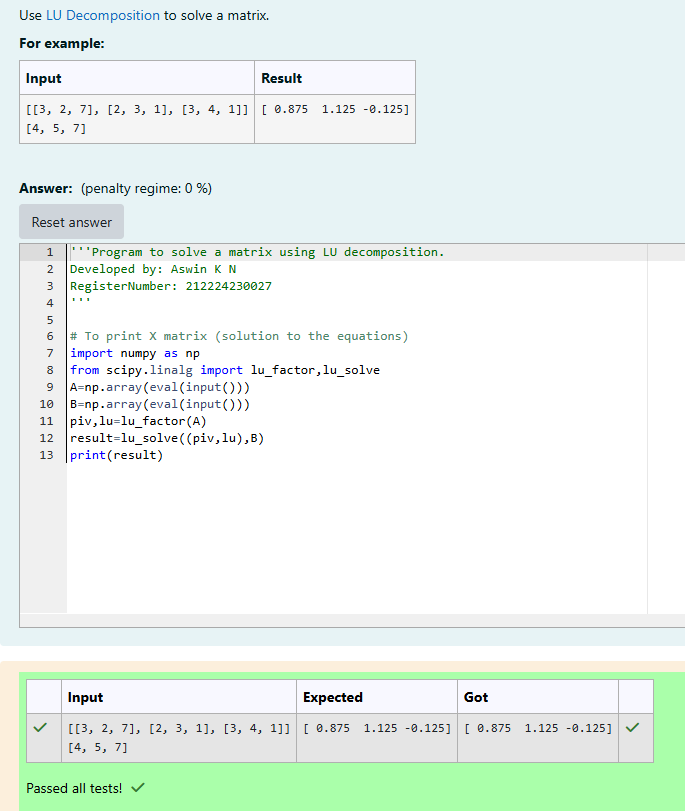 Use LU Decomposition to solve a matrix.
For example:
Input Result
[[3, 2, 7], [2, 3, 1], [3, 4, 1]] [ 0.875  1.125 -0.125]
[4, 5, 7]
Answer: (penalty regime: 0 %)
Reset answer
1 '''Program to solve a matrix using LU decomposition.
2 Developed by: Aswin K N
3 RegisterNumber: 212224230027
4 '''
5
6 # To print X matrix (solution to the equations)
7 import numpy as np
8 from scipy.linalg import lu_factor,lu_solve
9 A=np.array(eval(input()))
10 B=np.array(eval(input()))
11 piv,lu=lu_factor(A)
12 result=lu_solve((piv,lu),B)
13 print(result)
Input Expected Got
[[3, 2, 7], [2, 3, 1], [3, 4, 1]] [ 0.875  1.125 -0.125] [ 0.875  1.125 -0.125]
[4, 5, 7]
Passed all tests!